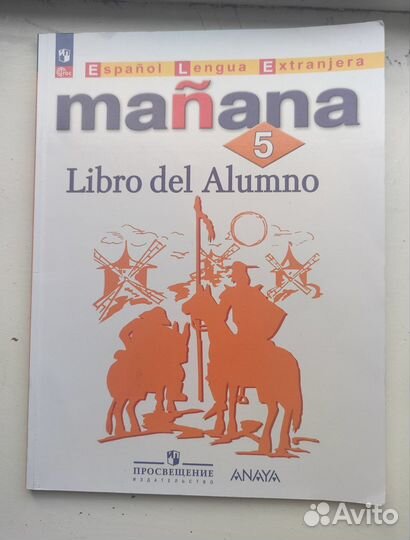 Español Lengua Extranjera
mañana
5
Libro del Alumno
ПРОСВЕЩЕНИЕ
ИЗДАТЕЛЬСТВО
ANAYA
Avito